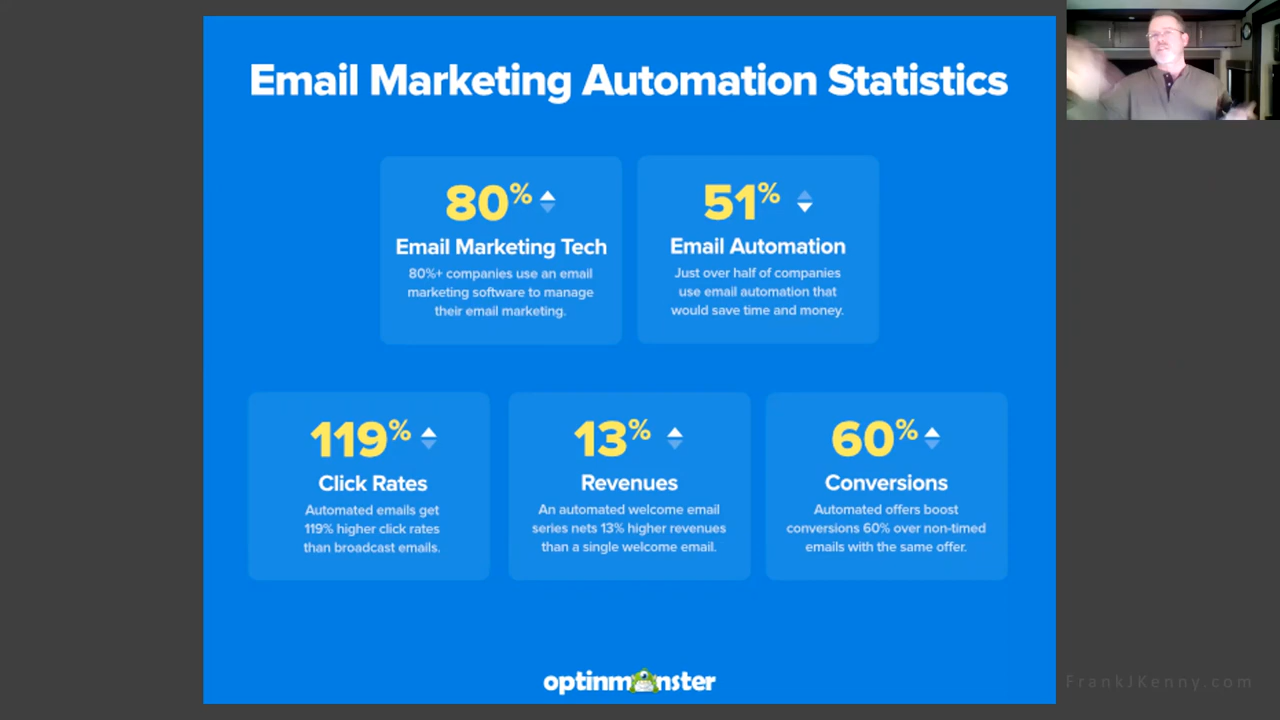 Email Marketing Automation Statistics
80%
Email Marketing Tech
80%+ companies use an email
marketing software to manage
their email marketing.
51%
Email Automation
Just over half of companies
use email automation that
would save time and money.
119%
Click Rates
Automated emails get
119% higher click rates
than broadcast emails.
13%
Revenues
An automated welcome email
series nets 13% higher revenues
than a single welcome email.
60%
Conversions
Automated offers boost
conversions 60% over non-timed
emails with the same offer.
optinmonster
FrankJKenny.com